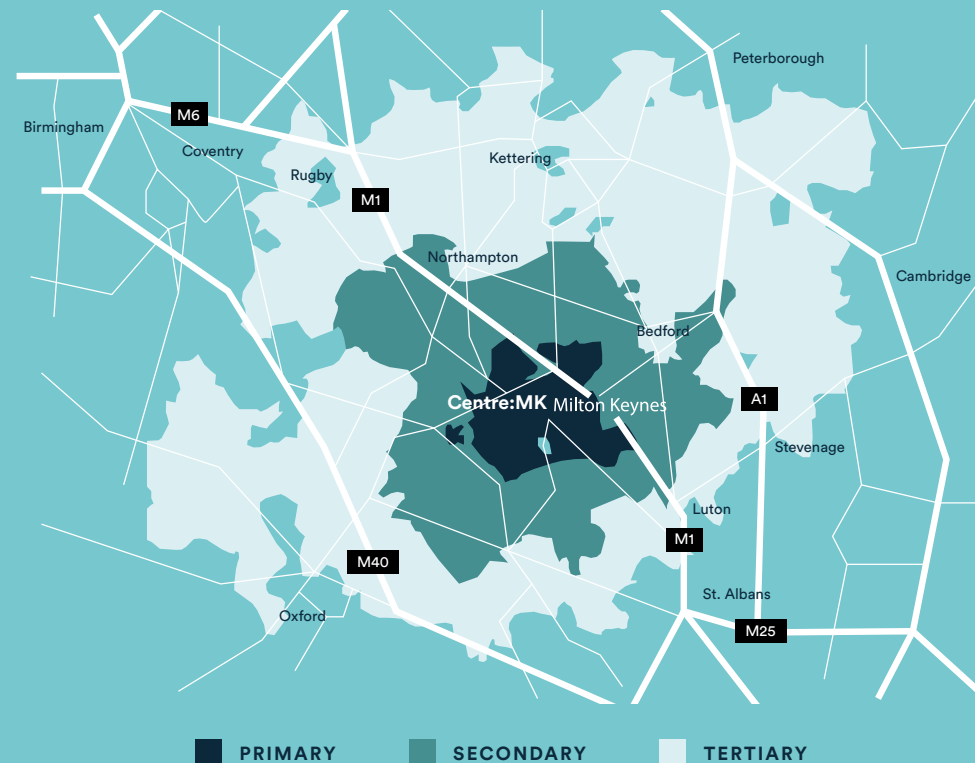 Peterborough
M6
Birmingham
Coventry
Kettering
Rugby
M1
Northampton
Cambridge
Bedford
A1
Centre:MK Milton Keynes
Stevenage
Luton
M1
M40
St. Albans
Oxford
M25
PRIMARY SECONDARY TERTIARY